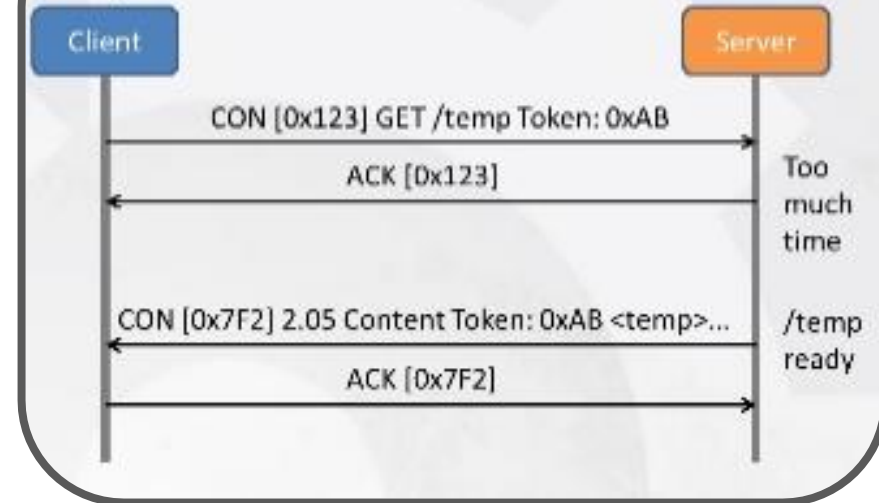 Client
Server
CON [0x123] GET /temp Token: 0xAB
ACK [0x123]
Too
much
time
CON [0x7F2] 2.05 Content Token: 0xAB <temp>...
/temp
ready
ACK [0x7F2]